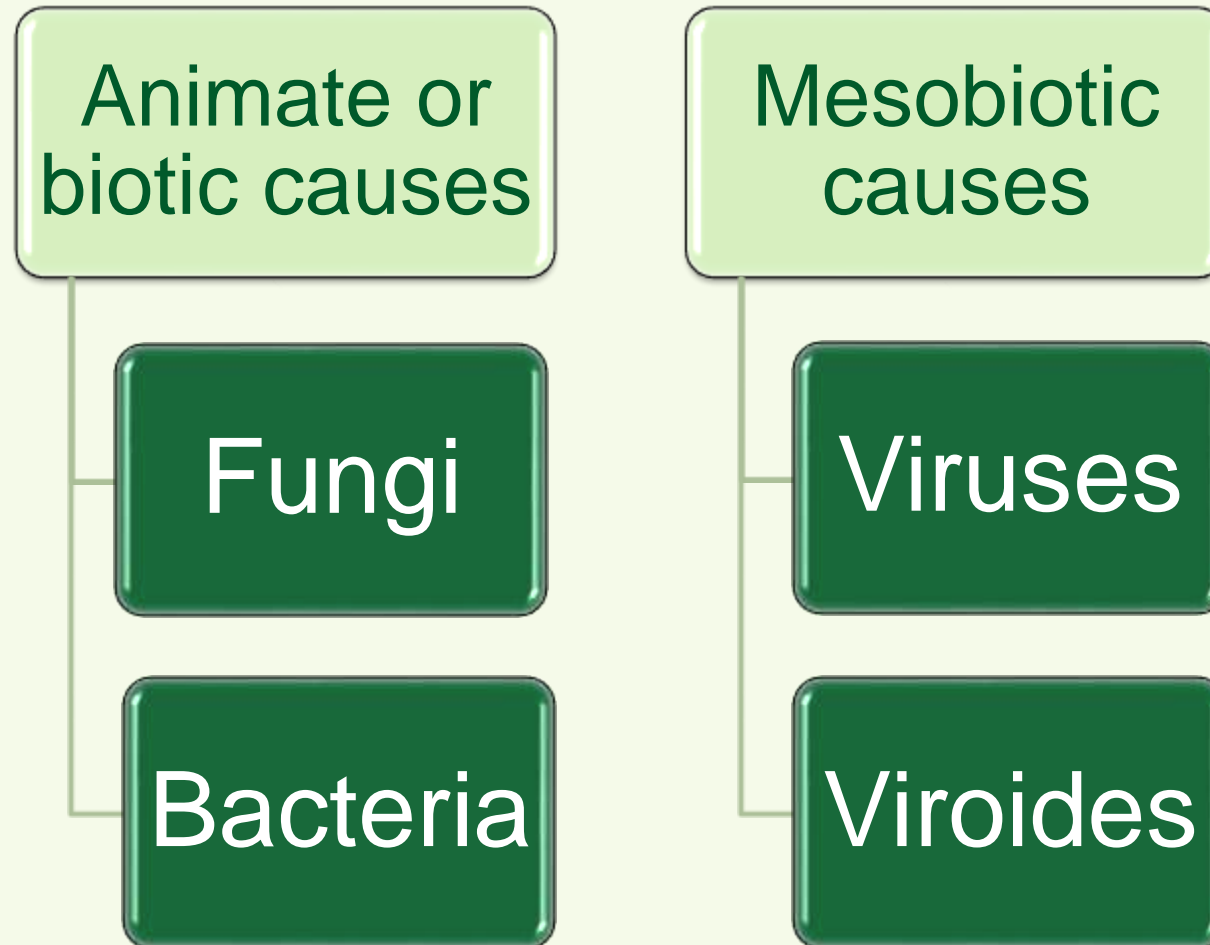 Animate or
biotic causes
Fungi
Bacteria
Mesobiotic
causes
Viruses
Viroides